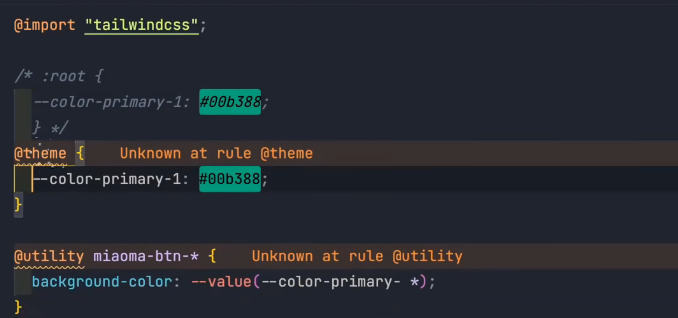 @import "tailwindcss";
/* :root {
--color-primary-1: #00b388;
} */
@theme { Unknown at rule @theme
--color-primary-1: #00b388;
}
@utility miaoma-btn-* { Unknown at rule @utility
background-color: --value(--color-primary- *);
}